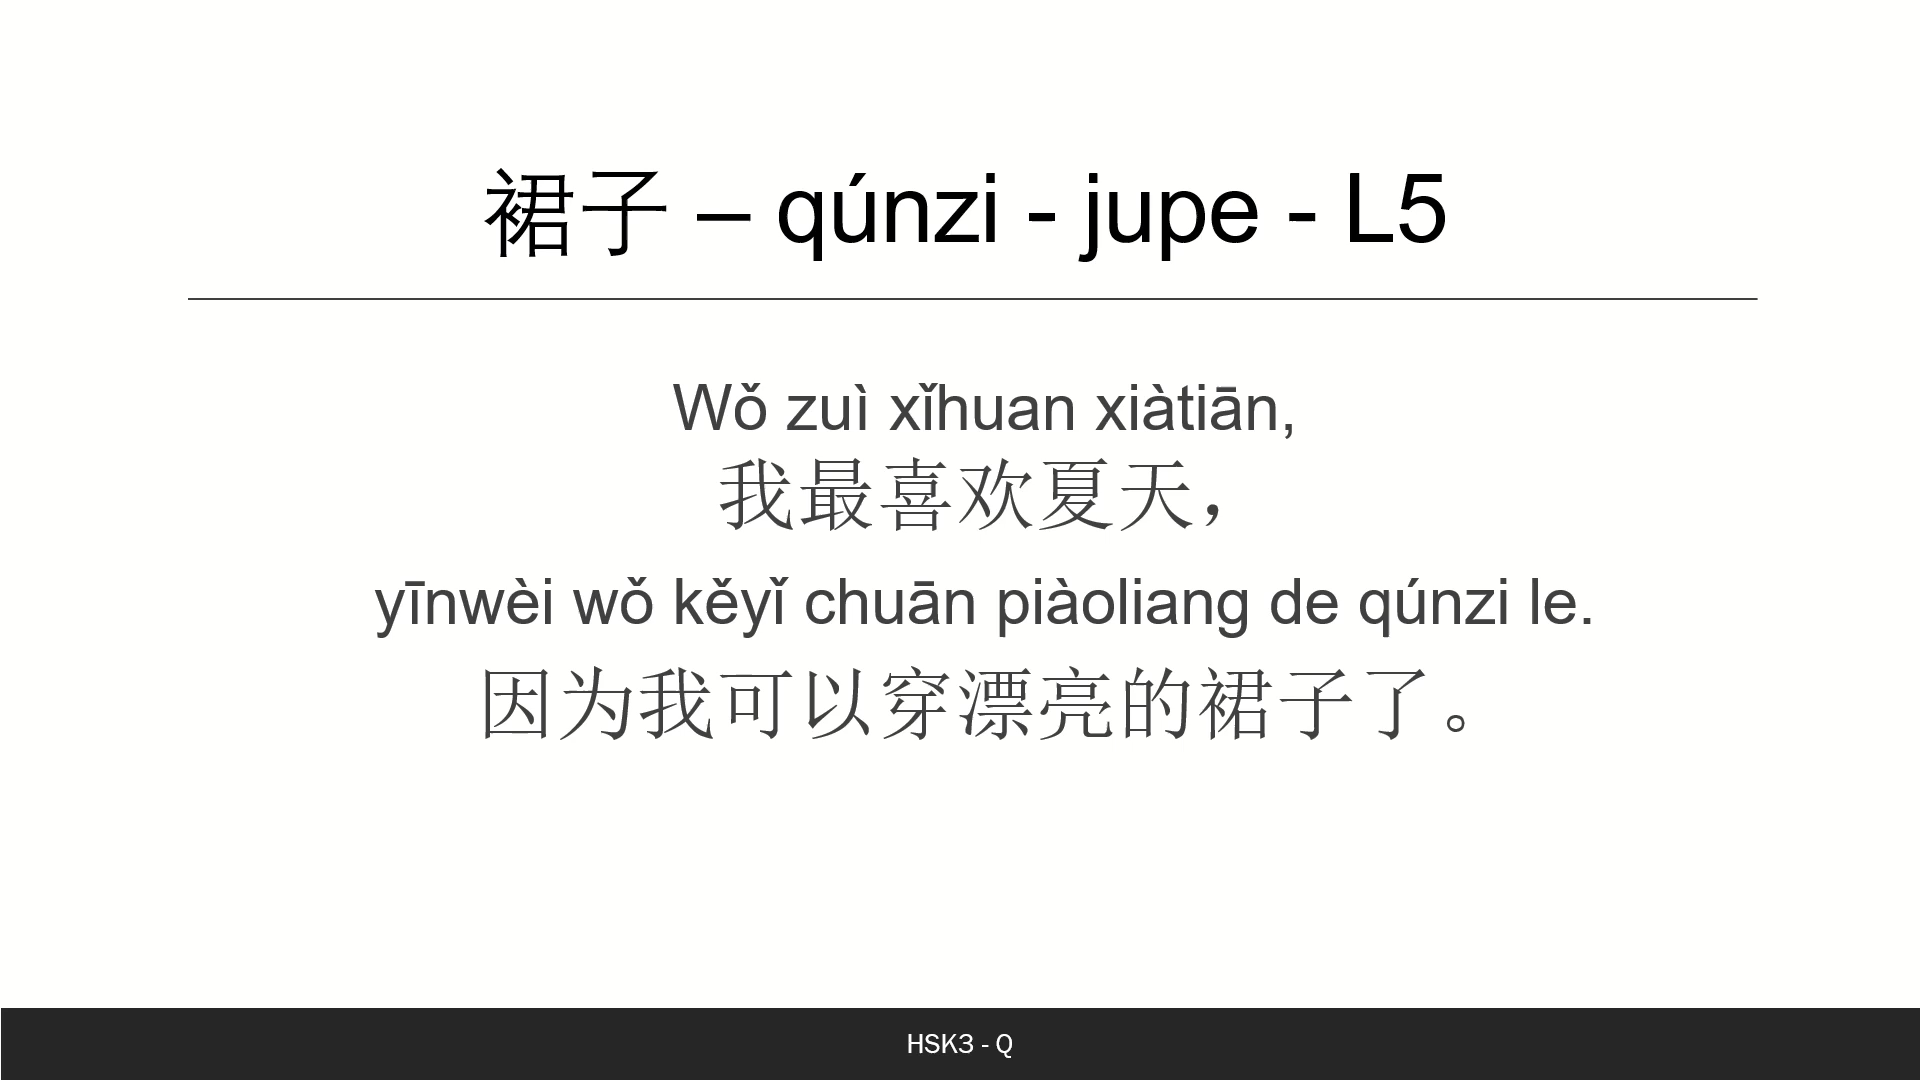 裙子 – qúnzi - jupe - L5
Wǒ zuì xǐhuan xiàtiān,
我最喜欢夏天，
yīnwèi wǒ kěyǐ chuān piàoliang de qúnzi le.
因为我可以穿漂亮的裙子了。
HSK3 - Q